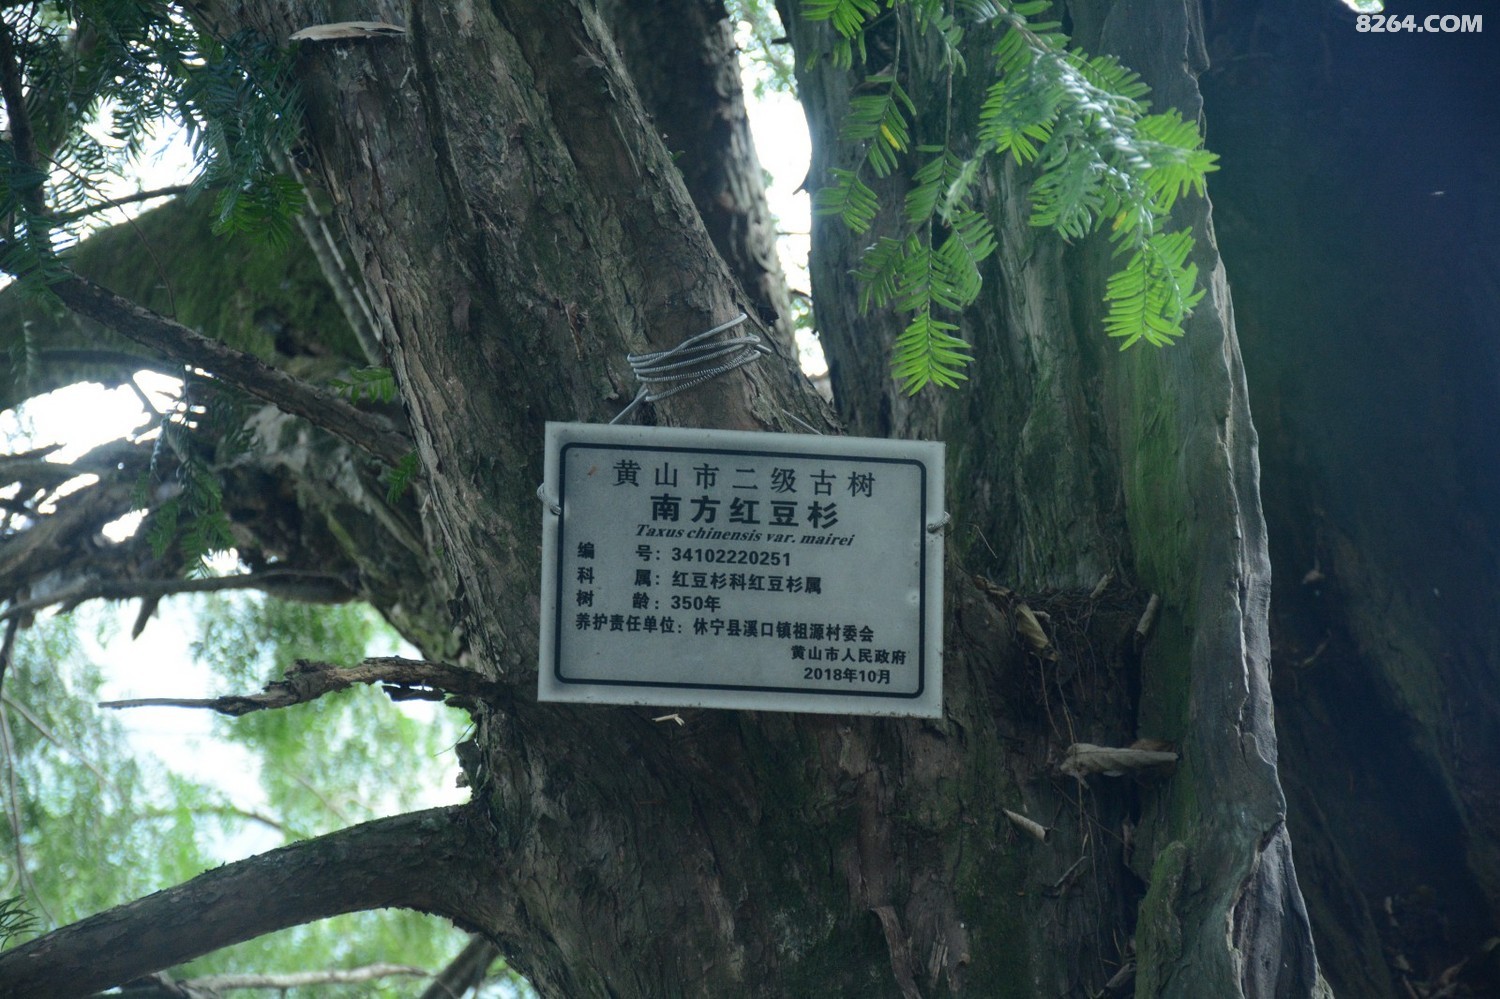 8264.COM
黄山市二级古树
南方红豆杉
Taxus chinensis var. mairei
编 号：34102220251
科 属：红豆杉科红豆杉属
树 龄：350年
养护责任单位：休宁县溪口镇祖源村委会
黄山市人民政府
2018年10月